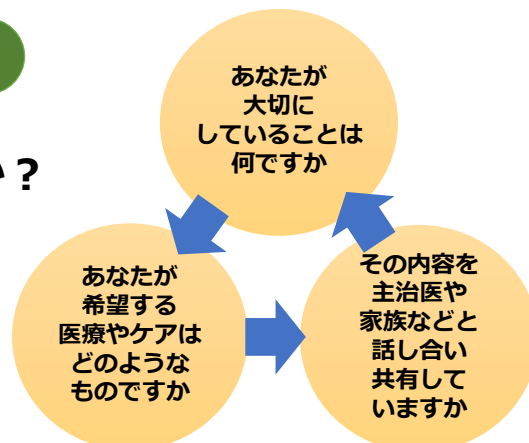 か？
あなたが
大切に
していることは
何ですか
あなたが
希望する
医療やケアは
どのような
ものですか
その内容を
主治医や
家族などと
話し合い
共有して
いますか